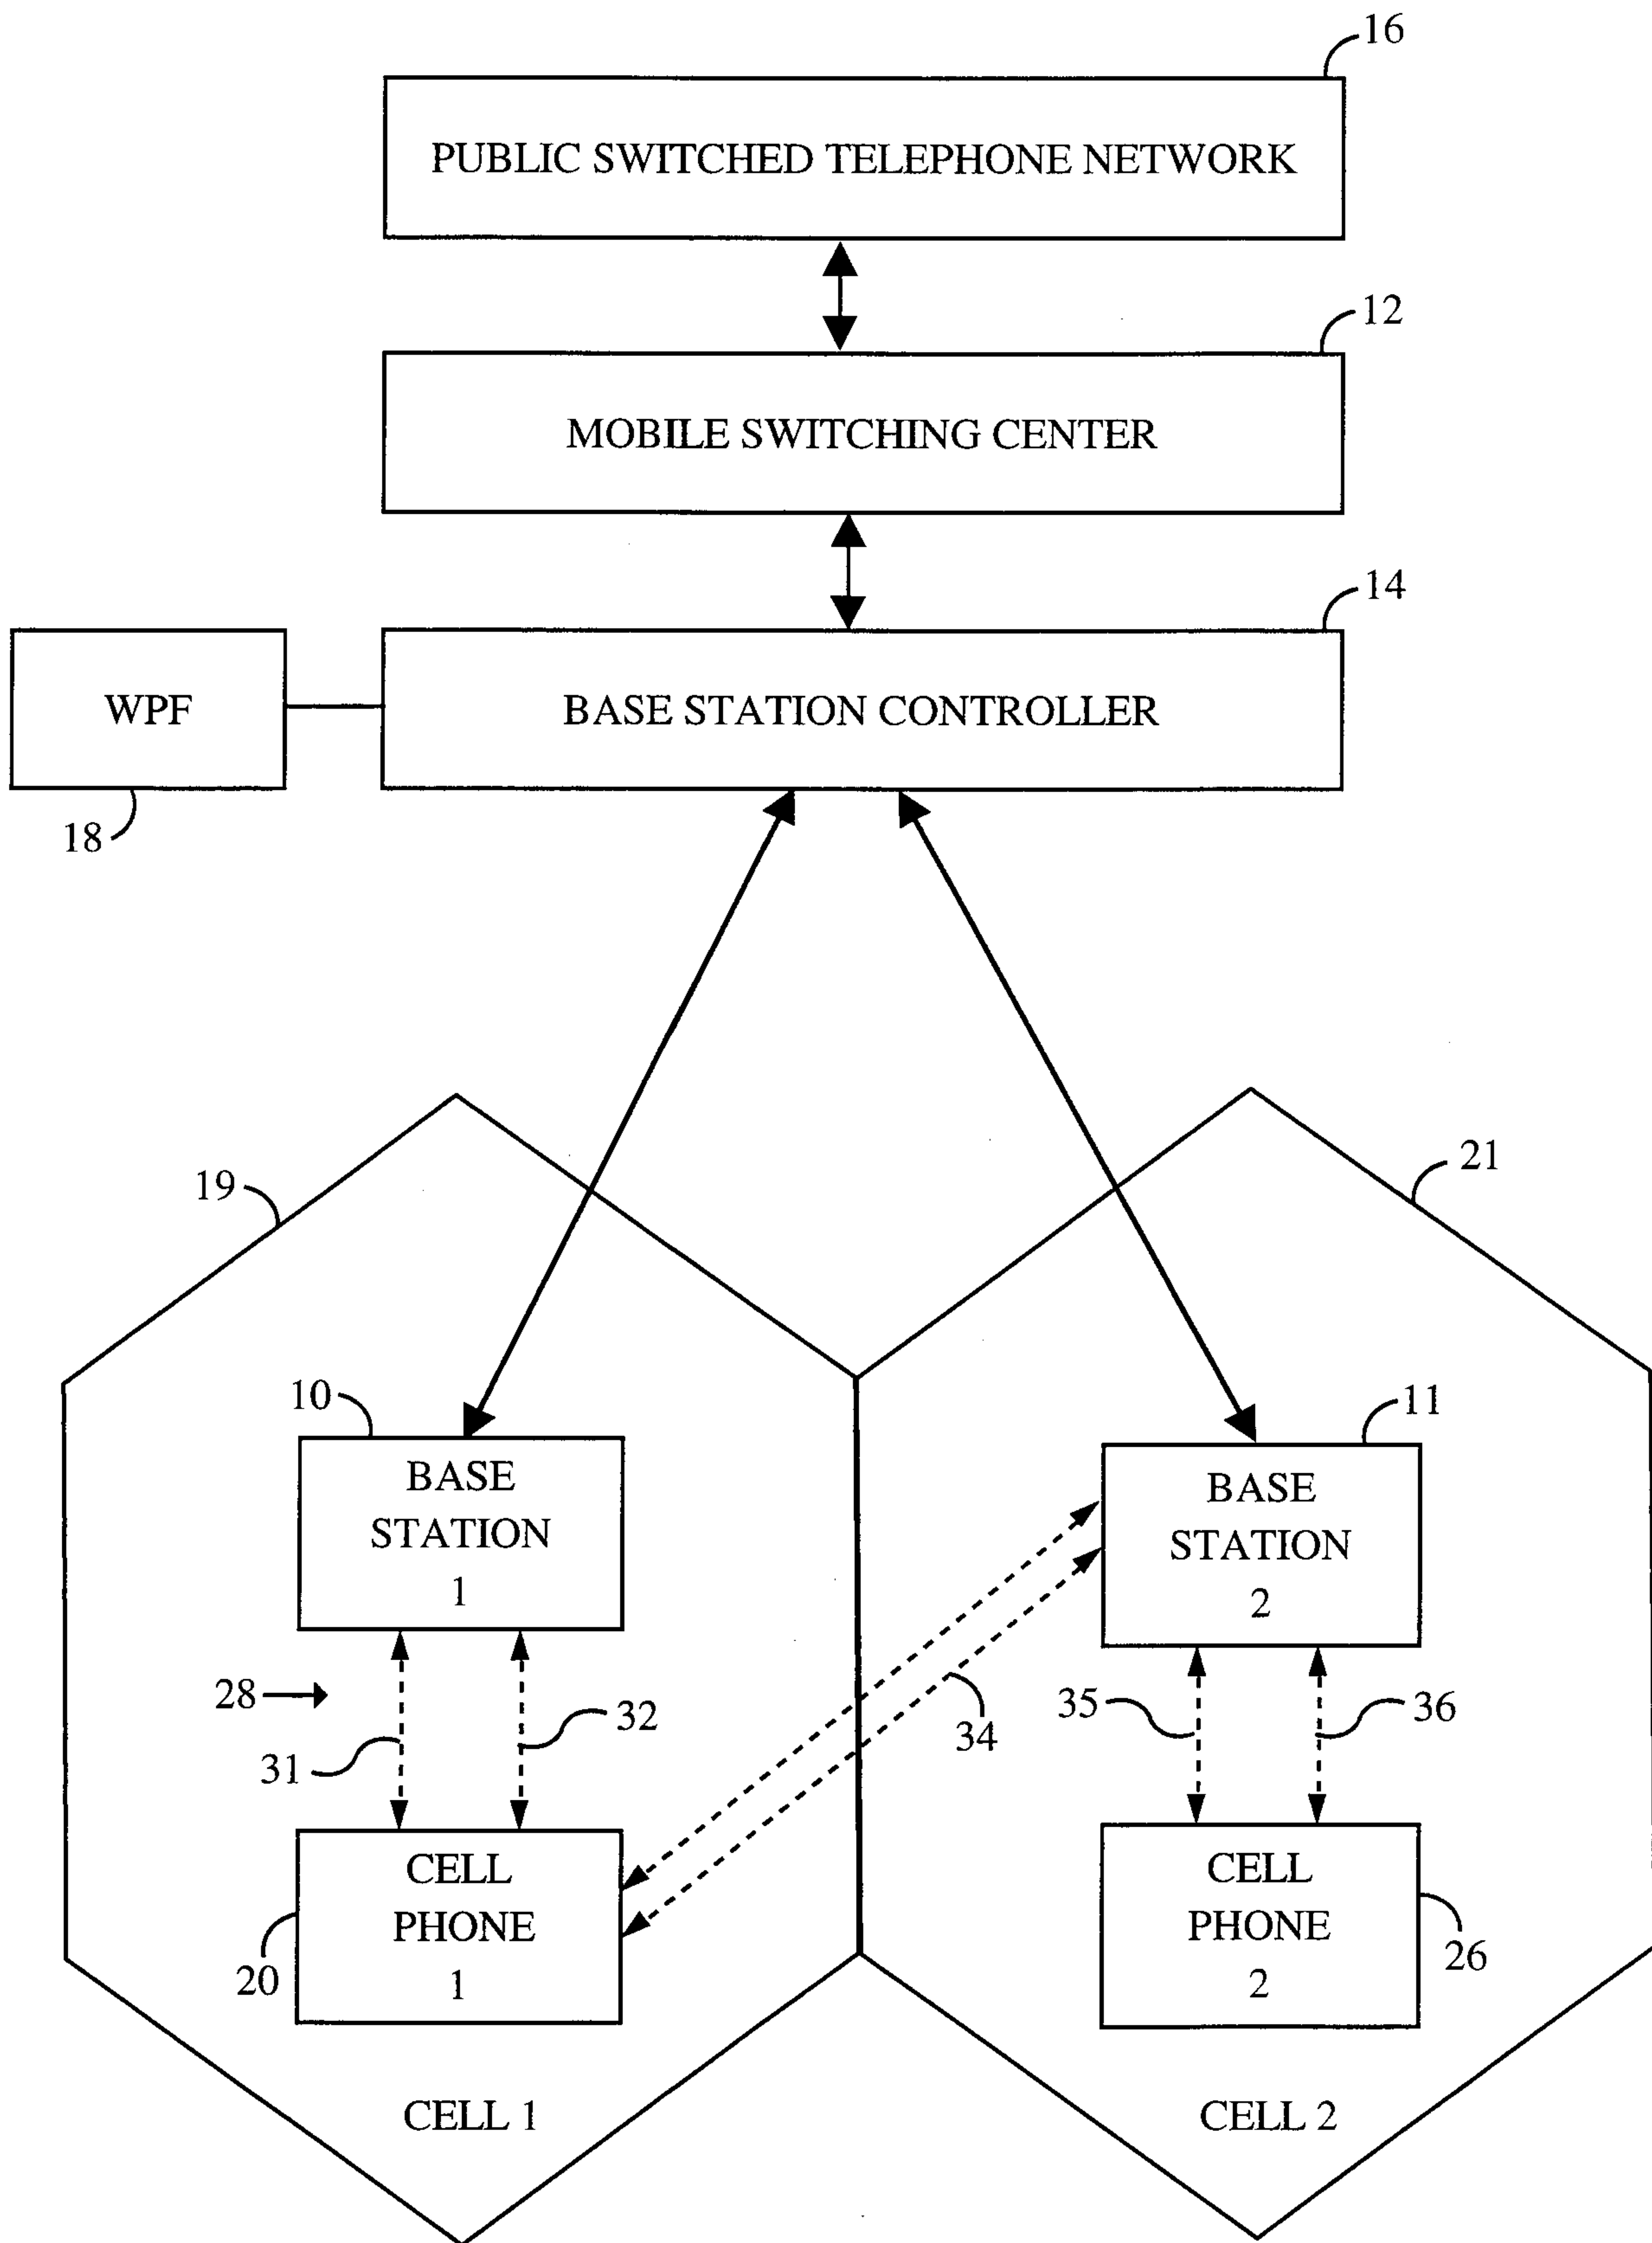 16
PUBLIC SWITCHED TELEPHONE NETWORK
12
MOBILE SWITCHING CENTER
14
WPF
BASE STATION CONTROLLER
18
19
21
10
11
BASE
STATION
1
BASE
STATION
2
28
31
32
34
35
36
CELL
PHONE
1
CELL
PHONE
2
20
26
CELL 1
CELL 2